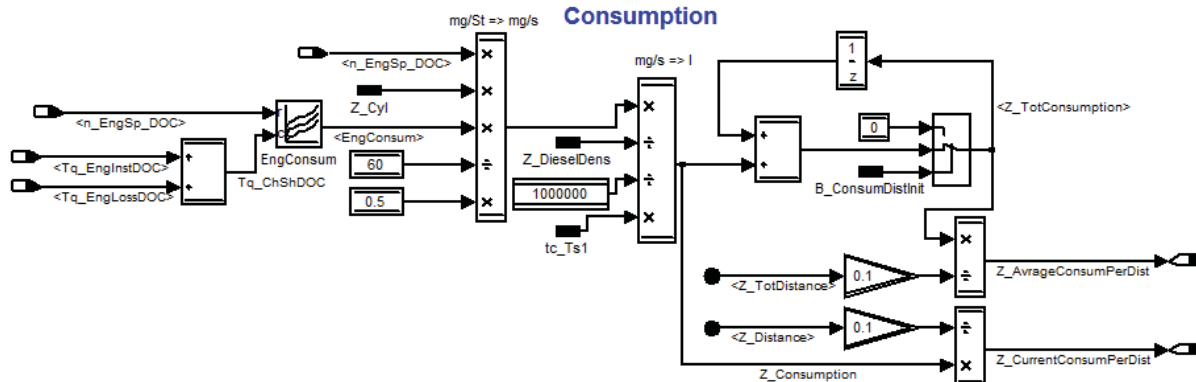 Consumption
mg/St => mg/s
<n_EngSp_DOC>
Z_Cyl
<n_EngSp_DOC>
EngConsum
<EngConsum>
<Tq_EngInstDOC>
<Tq_EngLossDOC>
Tq_ChShDOC
60
0.5
×
×
×
÷
×
mg/s => l
Z_DieselDens
1000000
tc_Ts1
×
÷
÷
×
1
z
<Z_TotConsumption>
0
+
+
+
+
B_ConsumDistInit
×
÷
Z_AvrageConsumPerDist
<Z_TotDistance>
0.1
<Z_Distance>
0.1
÷
×
Z_CurrentConsumPerDist
Z_Consumption